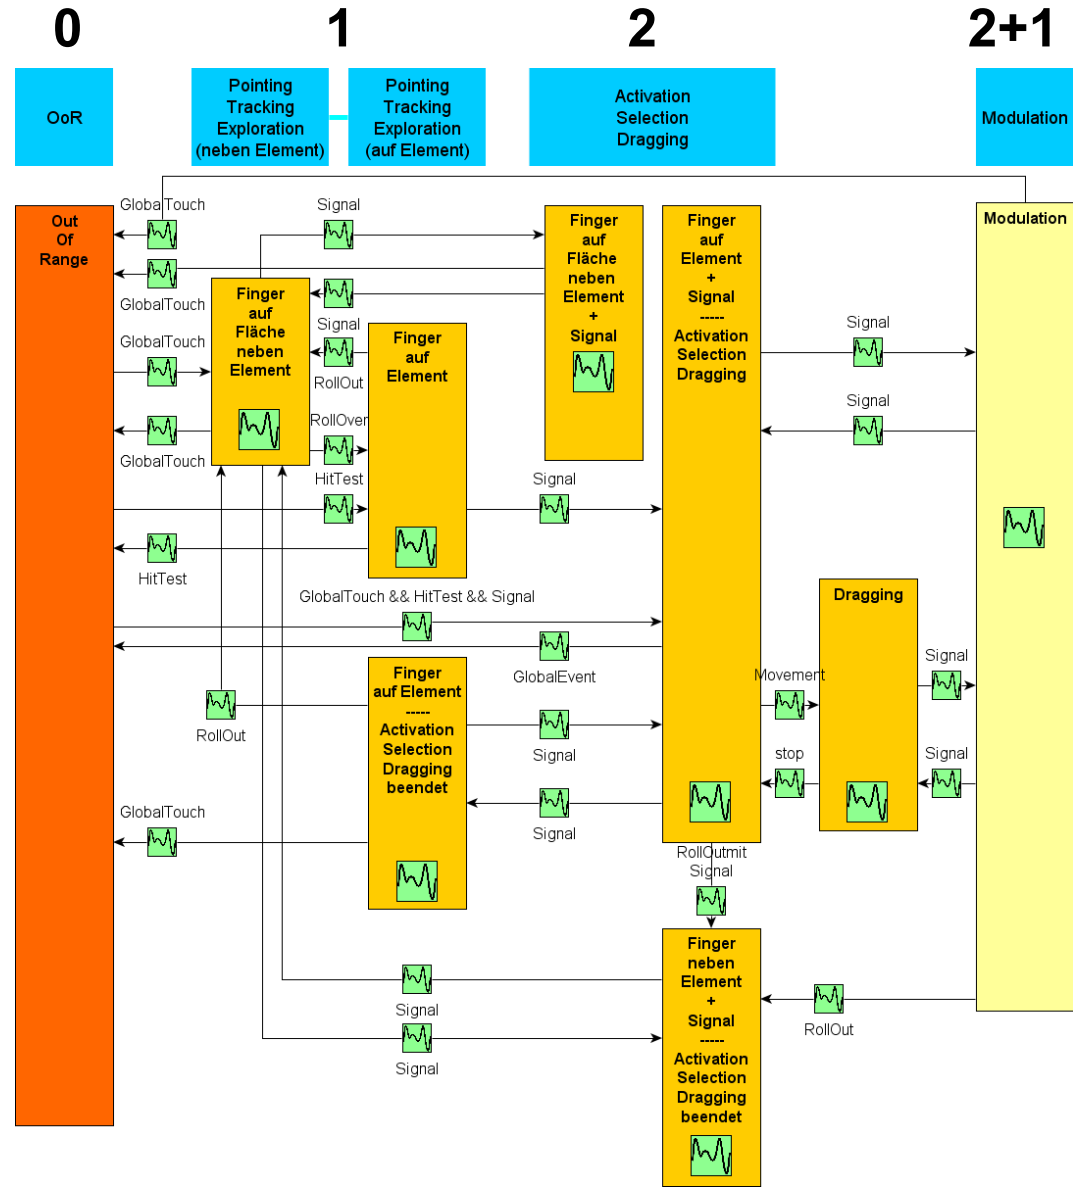 0
1
2
2+1
OoR
Pointing
Tracking
Exploration
(neben Element)
Pointing
Tracking
Exploration
(auf Element)
Activation
Selection
Dragging
Modulation
Out
Of
Range
GlobalTouch
GlobalTouch
GlobalTouch
GlobalTouch
HitTest
GlobalTouch
Finger
auf
Fläche
neben
Element
Signal
Signal
RollOut
RollOver
HitTest
Finger
auf
Element
Finger
auf
Fläche
neben
Element
+
Signal
Finger
auf
Element
+
Signal
-----
Activation
Selection
Dragging
Signal
Signal
Modulation
Signal
GlobalTouch && HitTest && Signal
GlobalEvent
RollOut
Finger
auf Element
-----
Activation
Selection
Dragging
beendet
Signal
Signal
Movement
stop
Dragging
Signal
Signal
RollOutmit
Signal
Finger
neben
Element
+
Signal
-----
Activation
Selection
Dragging
beendet
Signal
Signal
RollOut